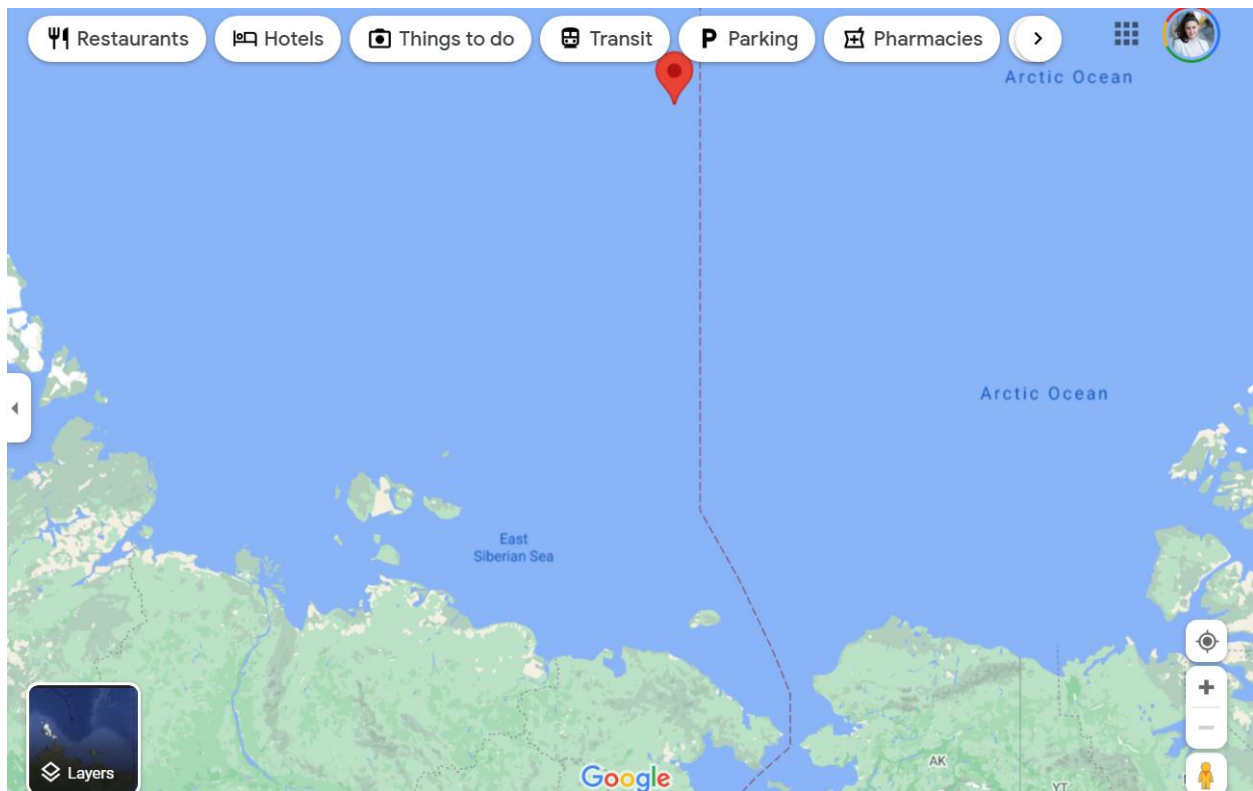 Restaurants
Hotels
Things to do
Transit
P Parking
Pharmacies
Arctic Ocean
Arctic Ocean
East
Siberian Sea
AK
YT
Layers
Google